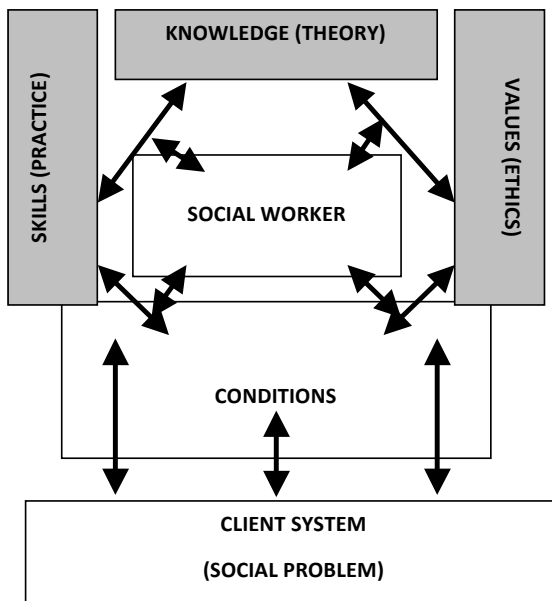 KNOWLEDGE (THEORY)
SKILLS (PRACTICE)
VALUES (ETHICS)
SOCIAL WORKER
CONDITIONS
CLIENT SYSTEM
(SOCIAL PROBLEM)